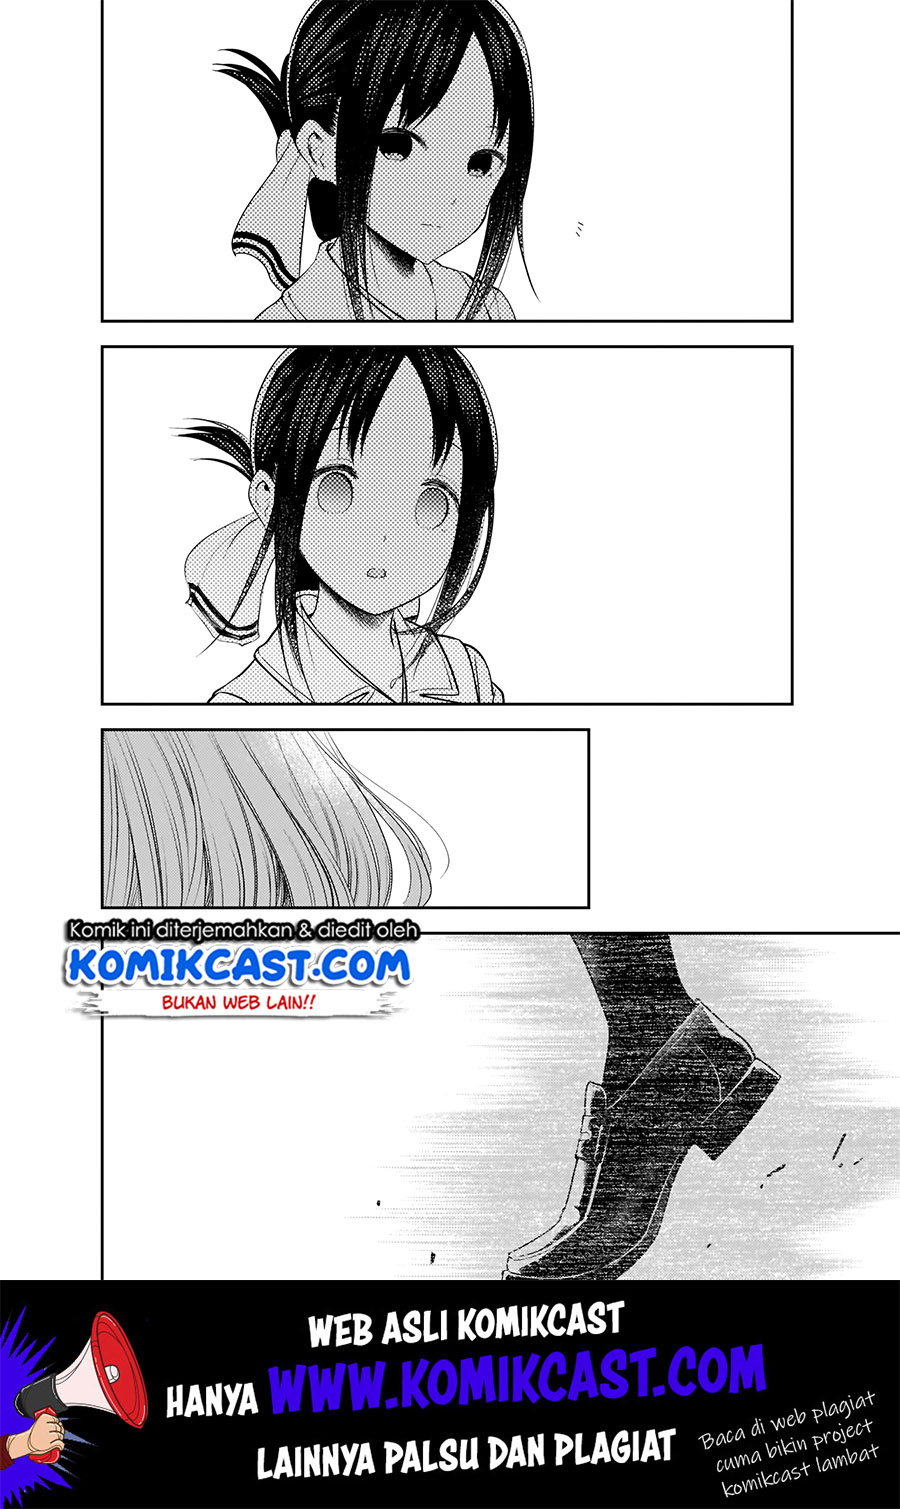 Komik ini diterjemahkan & diedit oleh
KOMIKCAST.COM
BUKAN WEB LAIN!!
WEB ASLI KOMIKCAST
HANYA WWW.KOMIKCAST.COM
LAINNYA PALSU DAN PLAGIAT
Baca di web plagiat
cuma bikin project
komikcast lambat